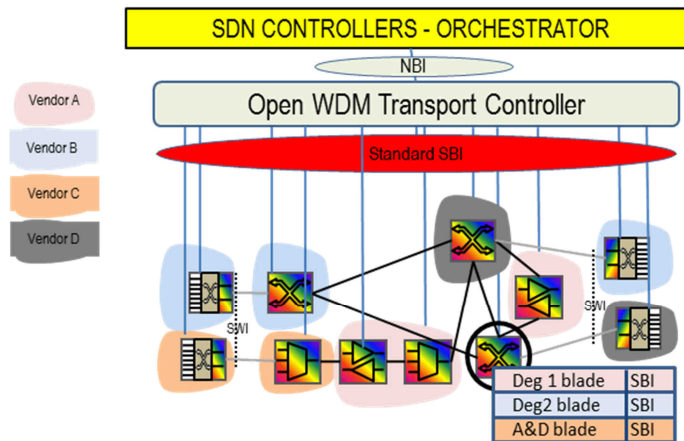 SDN CONTROLLERS - ORCHESTRATOR
NBI
Vendor A
Open WDM Transport Controller
Vendor B
Standard SBI
Vendor C
Vendor D
SWI
SWI
Deg 1 blade SBI
Deg2 blade SBI
A&D blade SBI